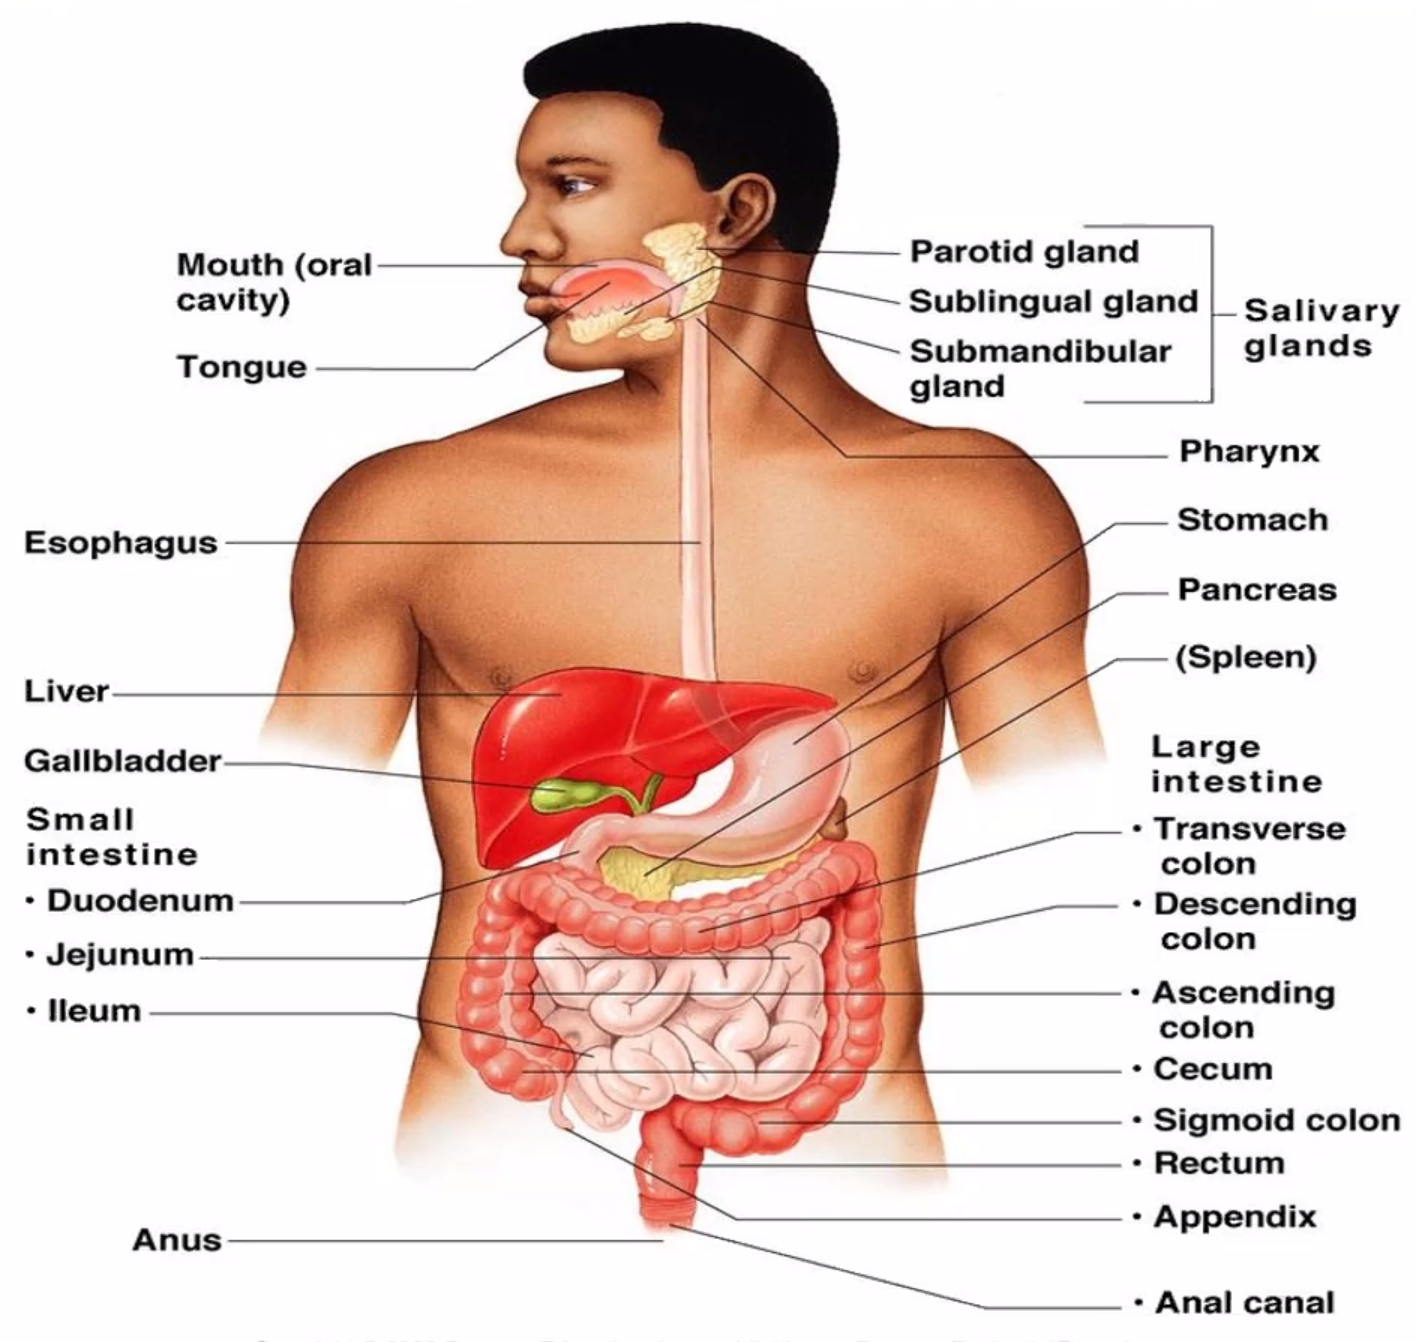 Mouth (oral
cavity)
Tongue
Esophagus
Liver
Gallbladder
Small
intestine
• Duodenum
• Jejunum
• Ileum
Anus
Parotid gland
Sublingual gland
Submandibular
gland
Salivary
glands
Pharynx
Stomach
Pancreas
(Spleen)
Large
intestine
• Transverse
colon
• Descending
colon
• Ascending
colon
• Cecum
• Sigmoid colon
• Rectum
• Appendix
• Anal canal